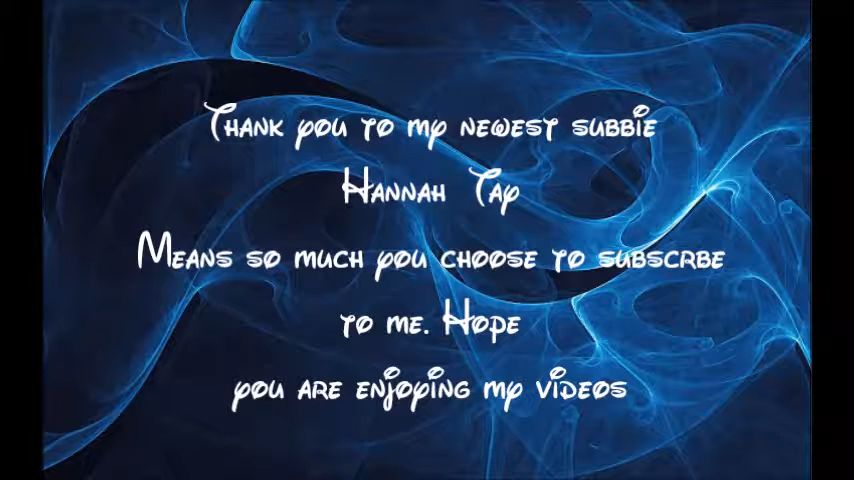 Thank you to my newest subbie
Hannah Tay
Means so much you choose to subscrbe
to me. Hope
you are enjoying my videos